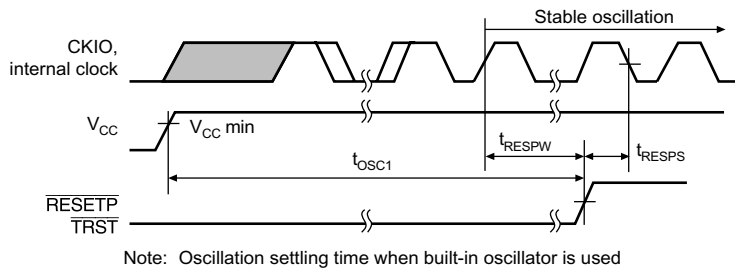 Stable oscillation
CKIO,
internal clock
VCC
VCC min
tRESPW
tRESPS
tOSC1
RESETP
TRST
Note: Oscillation settling time when built-in oscillator is used